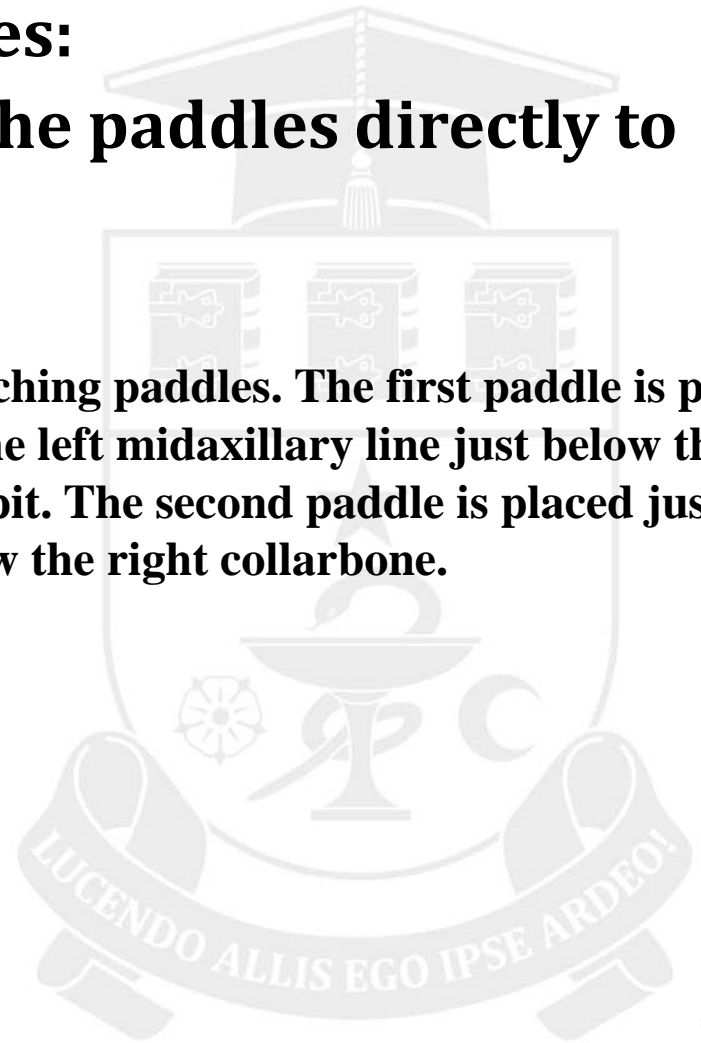 es:
he paddles directly to
ching paddles. The first paddle is p
e left midaxillary line just below th
pit. The second paddle is placed jus
w the right collarbone.
LUCENDO ALLIS EGO IPSE ARDEO!